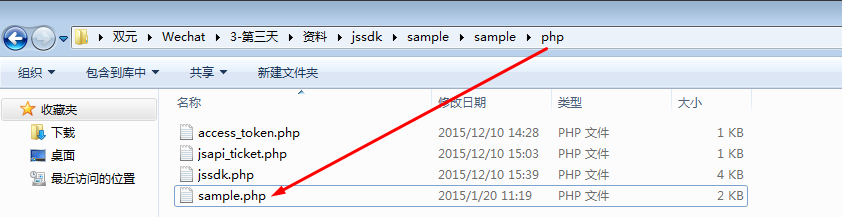 双元 Wechat 3-第三天 资料 jssdk sample sample php
组织 包含到库中 共享 新建文件夹
收藏夹
下载
桌面
最近访问的位置
名称 修改日期 类型 大小
access_token.php 2015/12/10 14:28 PHP 文件 1 KB
jsapi_ticket.php 2015/12/10 15:03 PHP 文件 1 KB
jssdk.php 2015/12/10 15:39 PHP 文件 4 KB
sample.php 2015/1/20 11:19 PHP 文件 2 KB